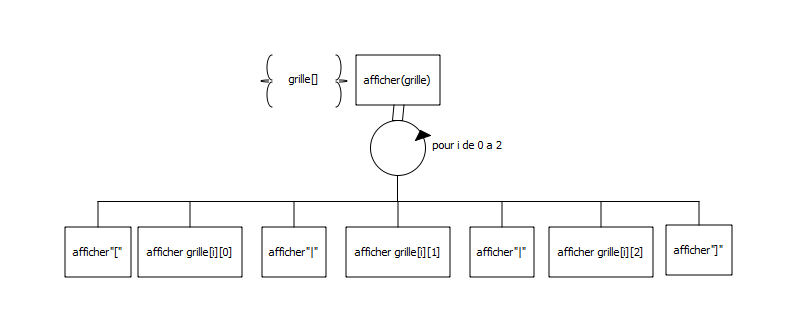 grille[]
afficher(grille)
pour i de 0 a 2
afficher"["
afficher grille[i][0]
afficher"|"
afficher grille[i][1]
afficher"|"
afficher grille[i][2]
afficher"]"